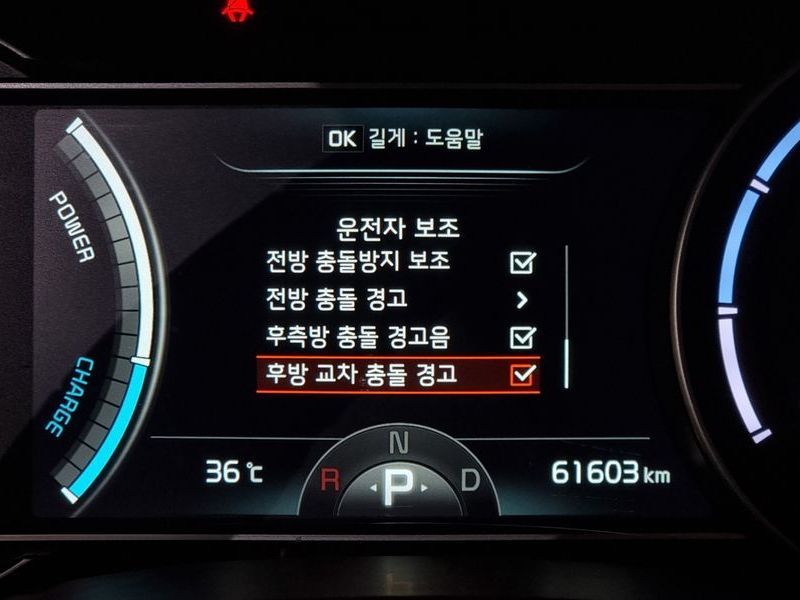 OK 길게 : 도움말
운전자 보조
전방 충돌방지 보조
전방 충돌 경고
후측방 충돌 경고음
후방 교차 충돌 경고
POWER
CHARGE
36 ℃
R N D
P
61603 km